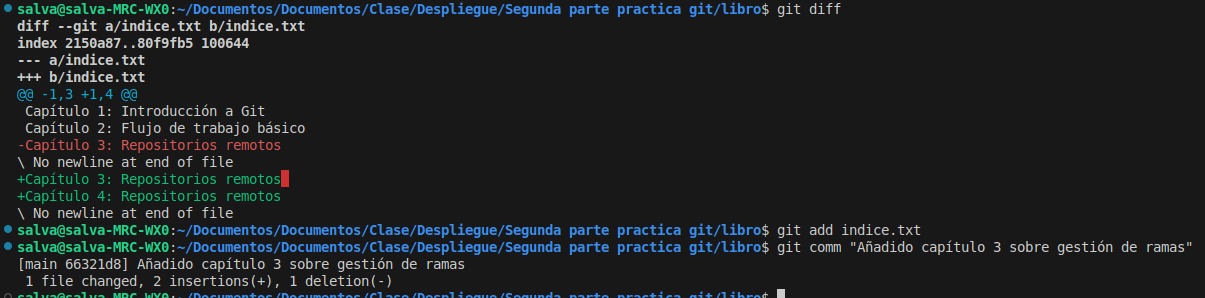 salva@salva-MRC-WX0:~/Documentos/Documentos/Clase/Despliegue/Segunda parte practica git/libro$ git diff
diff --git a/indice.txt b/indice.txt
index 2150a87..80f9fb5 100644
--- a/indice.txt
+++ b/indice.txt
@@ -1,3 +1,4 @@
 Capítulo 1: Introducción a Git
 Capítulo 2: Flujo de trabajo básico
-Capítulo 3: Repositorios remotos
\ No newline at end of file
+Capítulo 3: Repositorios remotos
+Capítulo 4: Repositorios remotos
\ No newline at end of file
salva@salva-MRC-WX0:~/Documentos/Documentos/Clase/Despliegue/Segunda parte practica git/libro$ git add indice.txt
salva@salva-MRC-WX0:~/Documentos/Documentos/Clase/Despliegue/Segunda parte practica git/libro$ git comm "Añadido capítulo 3 sobre gestión de ramas"
[main 66321d8] Añadido capítulo 3 sobre gestión de ramas
 1 file changed, 2 insertions(+), 1 deletion(-)
salva@salva-MRC-WX0:~/Documentos/Documentos/Clase/Despliegue/Segunda parte practica git/libro$